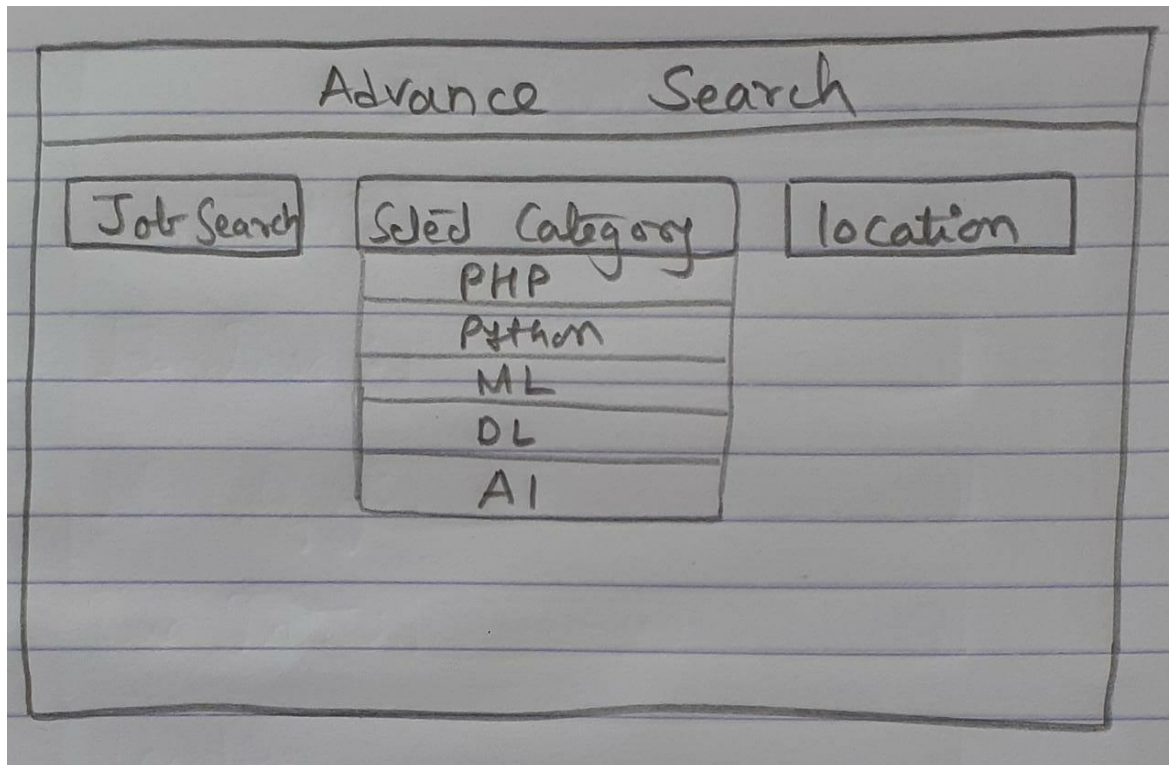 Advance Search
Job Search
Select Category
location
PHP
Python
ML
DL
AI